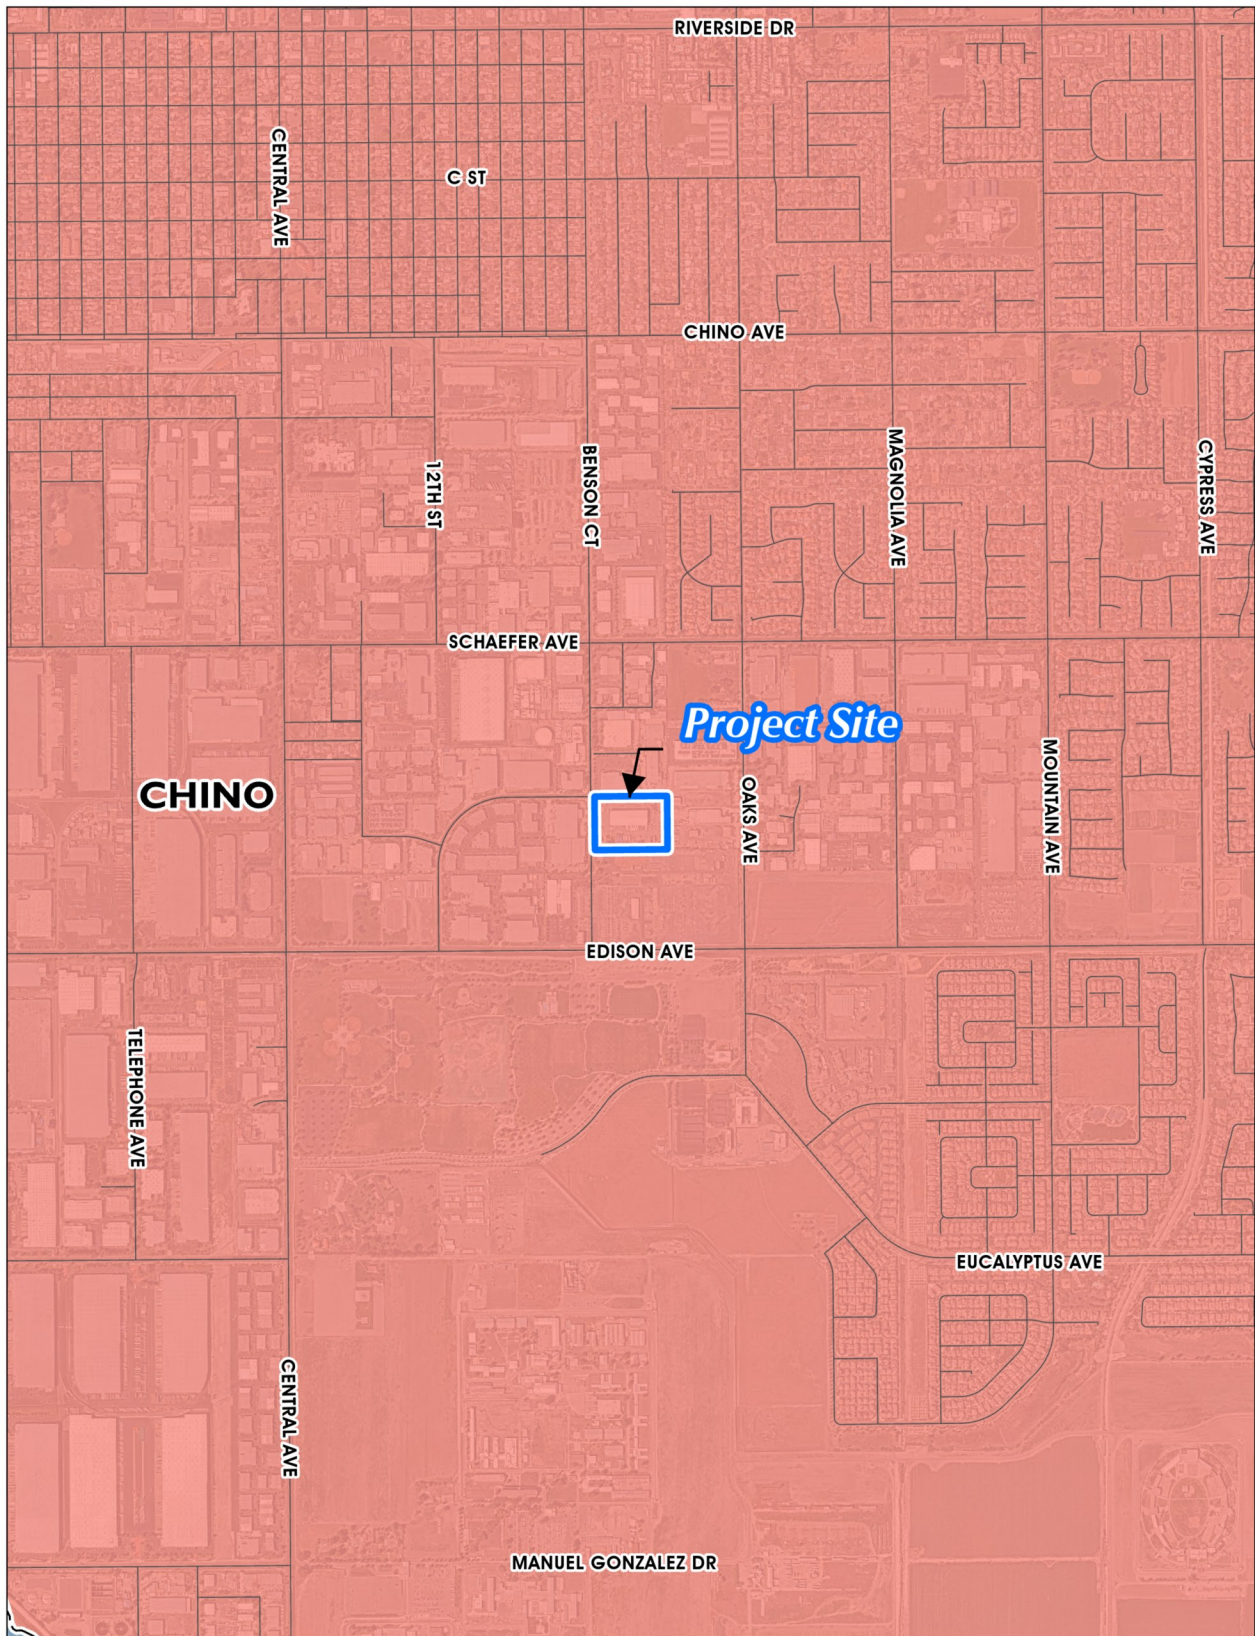 RIVERSIDE DR
CENTRAL AVE
C ST
CHINO AVE
12TH ST
BENSON CT
MAGNOLIA AVE
CYPRESS AVE
SCHAEFER AVE
Project Site
CHINO
OAKS AVE
MOUNTAIN AVE
EDISON AVE
TELEPHONE AVE
EUCALYPTUS AVE
CENTRAL AVE
MANUEL GONZALEZ DR